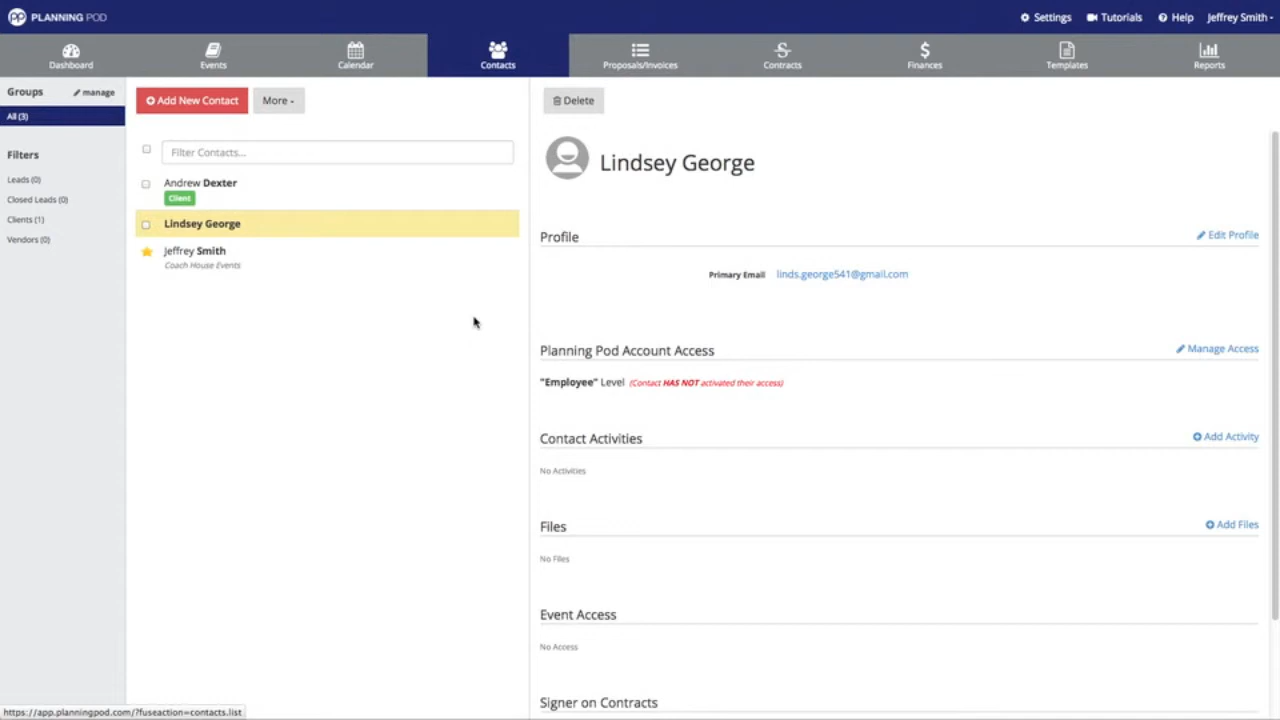 pp PLANNING POD
Settings Tutorials Help Jeffrey Smith
Dashboard Events Calendar Contacts Proposals/Invoices Contracts Finances Templates Reports
Groups manage
All (3)
Filters
Leads (0)
Closed Leads (0)
Clients (1)
Vendors (0)
Add New Contact More
Filter Contacts...
Andrew Dexter
Client
Lindsey George
Jeffrey Smith
Coach House Events
Delete
Lindsey George
Profile Edit Profile
Primary Email linds.george541@gmail.com
Planning Pod Account Access Manage Access
"Employee" Level (Contact HAS NOT activated their access)
Contact Activities Add Activity
No Activities
Files Add Files
No Files
Event Access
No Access
Signer on Contracts
https://app.planningpod.com/?fuseaction=contacts.list